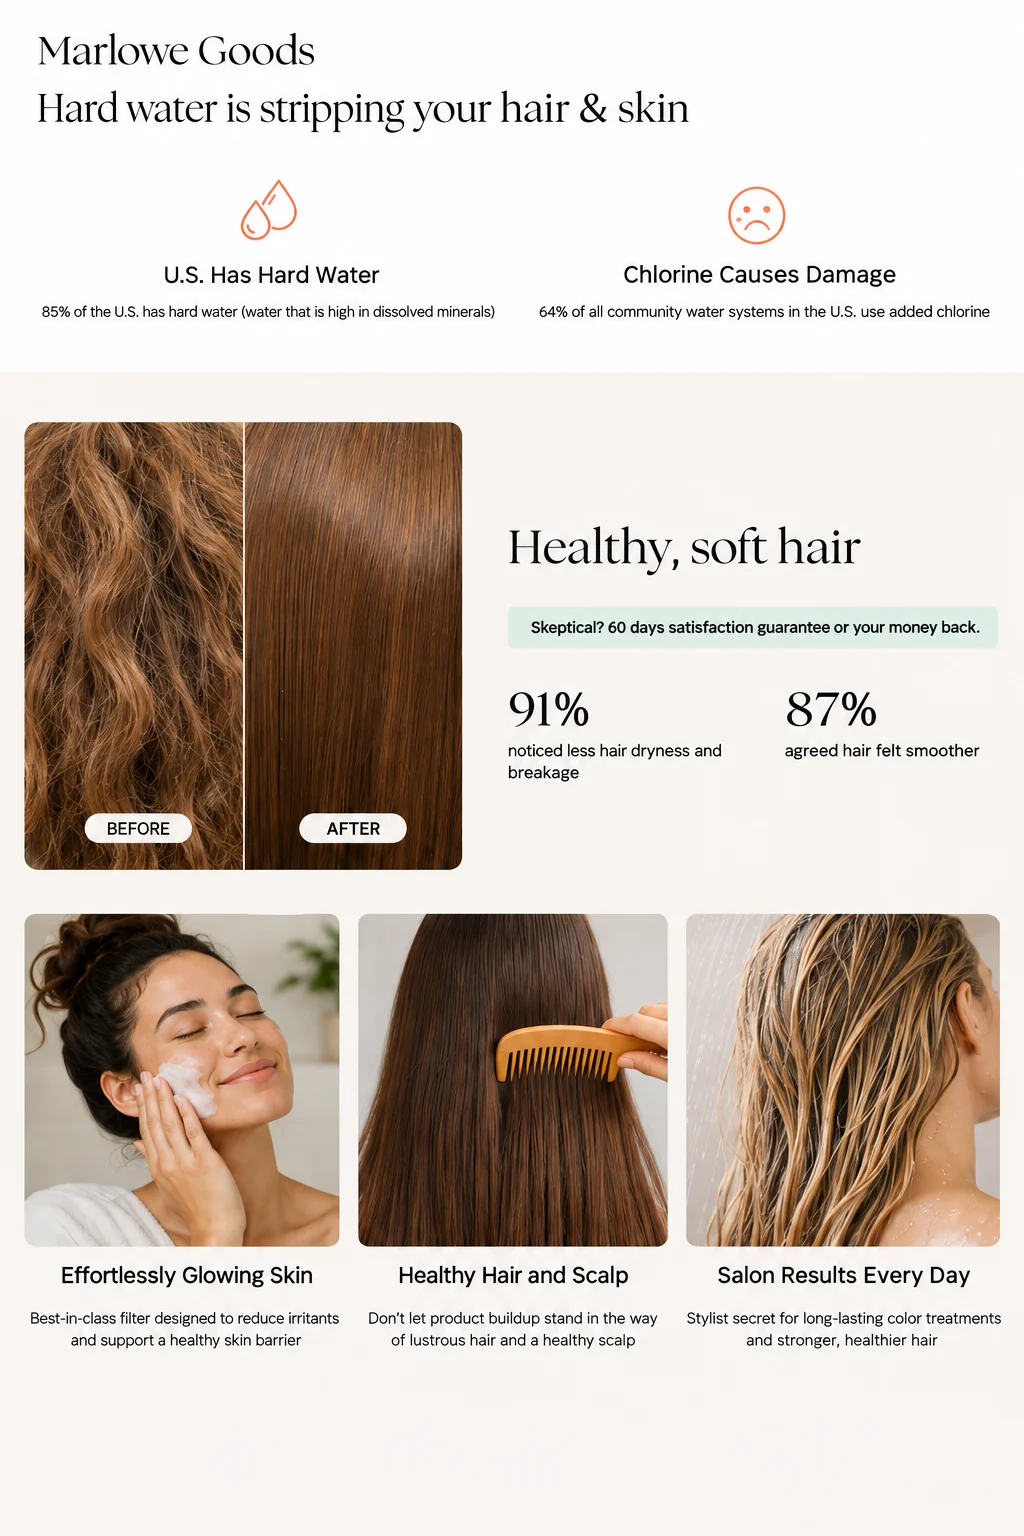 Marlowe Goods
Hard water is stripping your hair & skin
U.S. Has Hard Water
85% of the U.S. has hard water (water that is high in dissolved minerals)
Chlorine Causes Damage
64% of all community water systems in the U.S. use added chlorine
BEFORE
AFTER
Healthy, soft hair
Skeptical? 60 days satisfaction guarantee or your money back.
91%
noticed less hair dryness and
breakage
87%
agreed hair felt smoother
Effortlessly Glowing Skin
Best-in-class filter designed to reduce irritants
and support a healthy skin barrier
Healthy Hair and Scalp
Don't let product buildup stand in the way
of lustrous hair and a healthy scalp
Salon Results Every Day
Stylist secret for long-lasting color treatments
and stronger, healthier hair